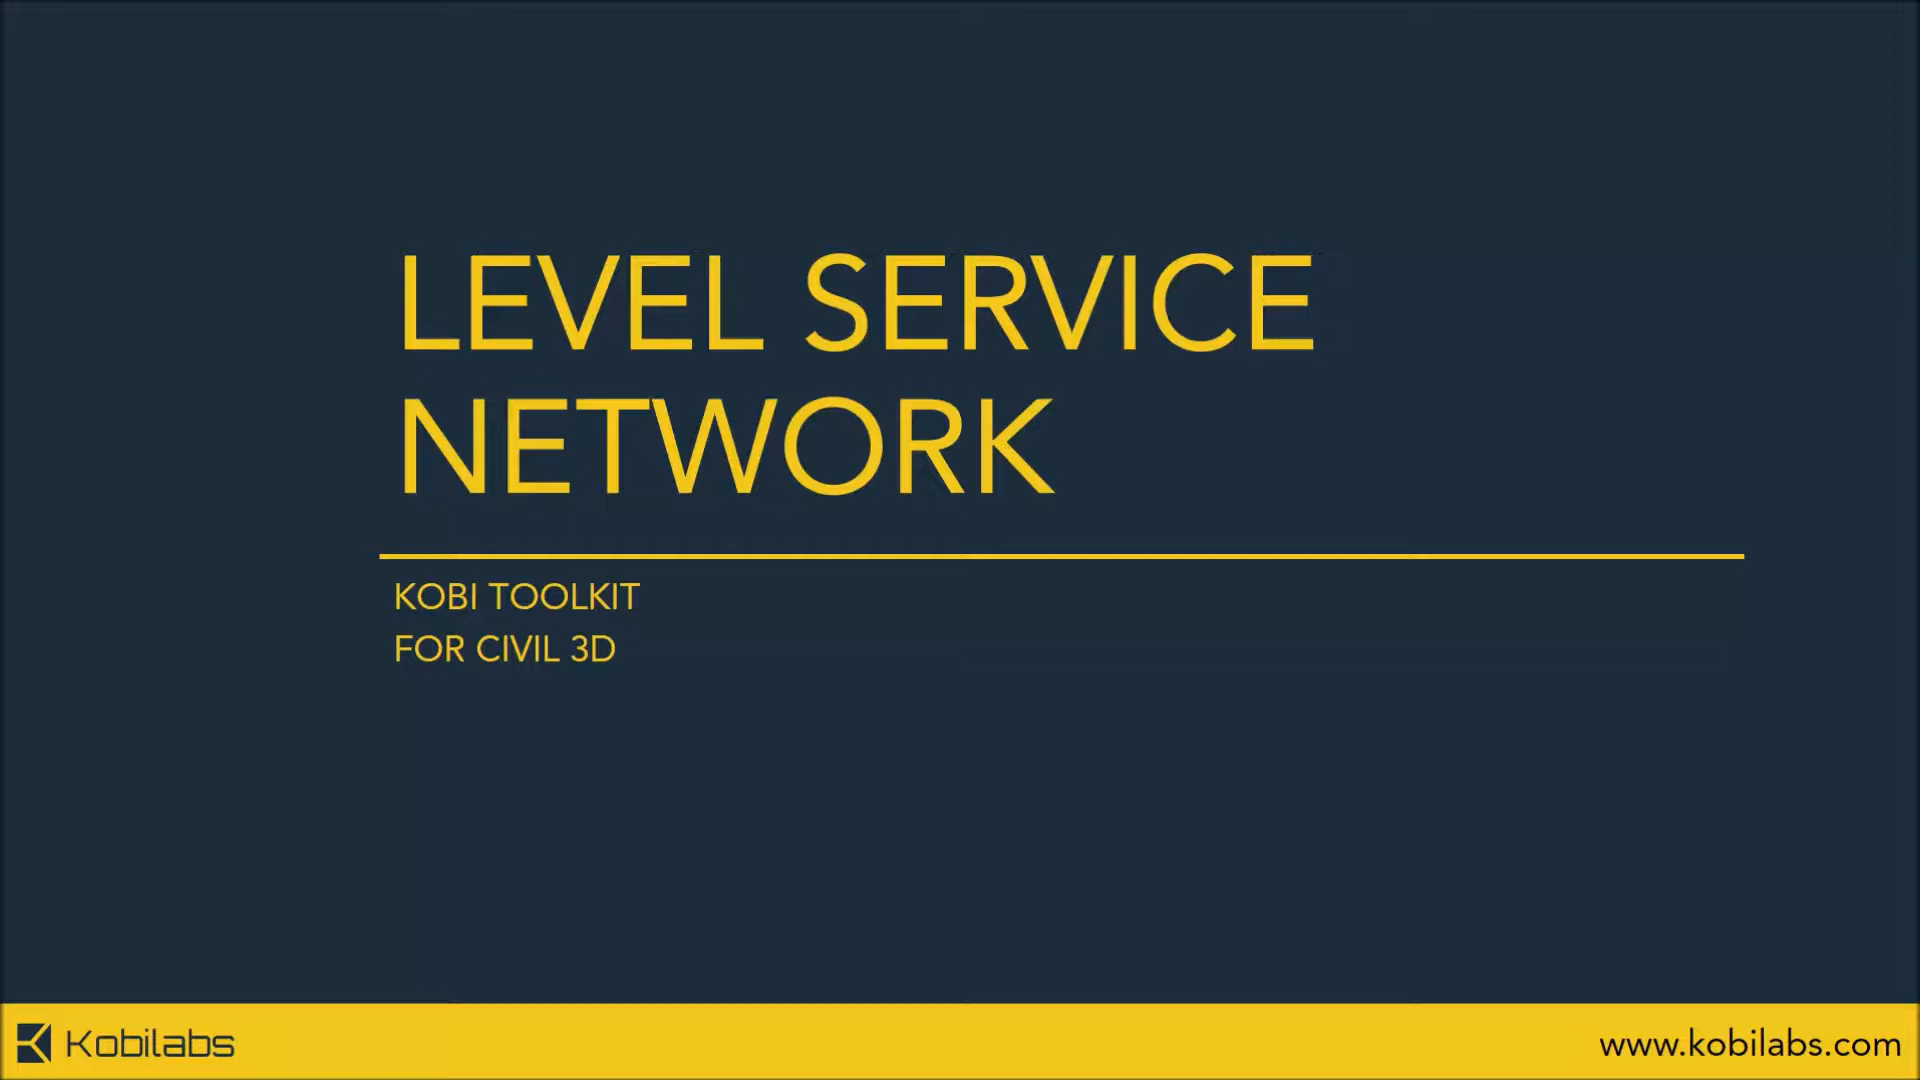 LEVEL SERVICE
NETWORK
KOBI TOOLKIT
FOR CIVIL 3D
Kobilabs
www.kobilabs.com